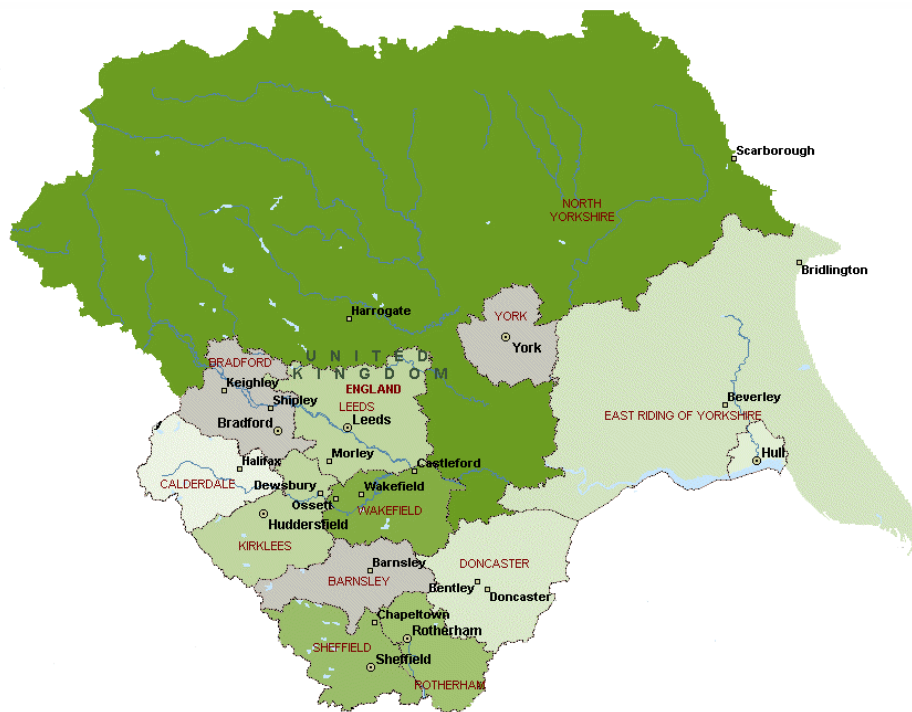 Scarborough
NORTH
YORKSHIRE
Bridlington
Harrogate
YORK
York
UNITED
KINGDOM
BRADFORD
ENGLAND
Keighley
Shipley
LEEDS
Beverley
EAST RIDING OF YORKSHIRE
Bradford
Leeds
Morley
Hull
Halifax
Castleford
CALDERDALE
Dewsbury
Wakefield
Ossett
WAKEFIELD
Huddersfield
KIRKLEES
Barnsley
DONCASTER
BARNSLEY
Bentley
Doncaster
Chapeltown
Rotherham
SHEFFIELD
Sheffield
ROTHERHAM